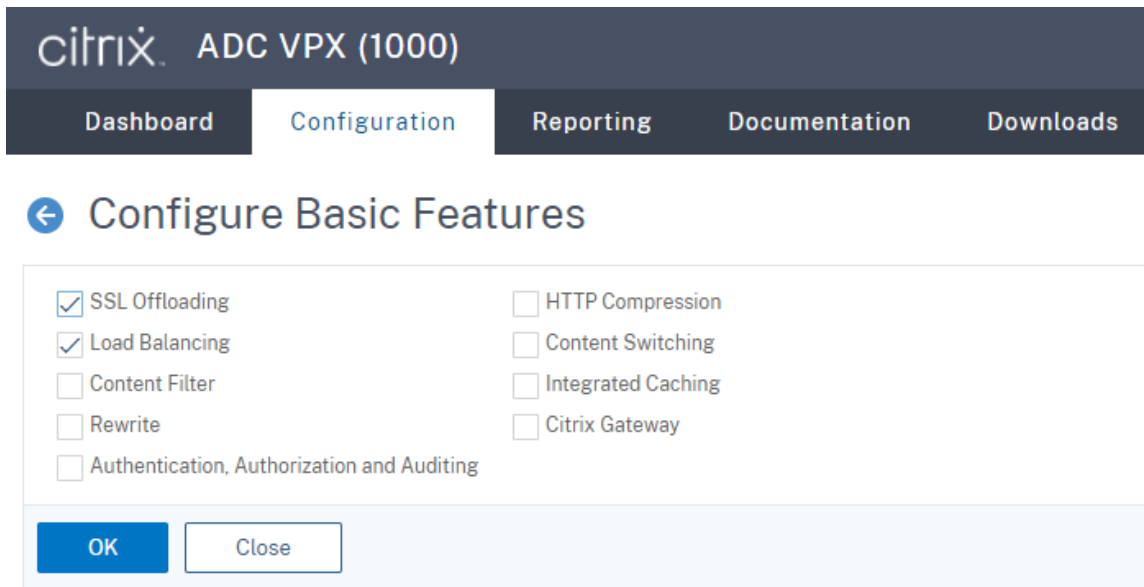 citrix. ADC VPX (1000)
Dashboard Configuration Reporting Documentation Downloads
Configure Basic Features
SSL Offloading HTTP Compression
Load Balancing Content Switching
Content Filter Integrated Caching
Rewrite Citrix Gateway
Authentication, Authorization and Auditing
OK Close